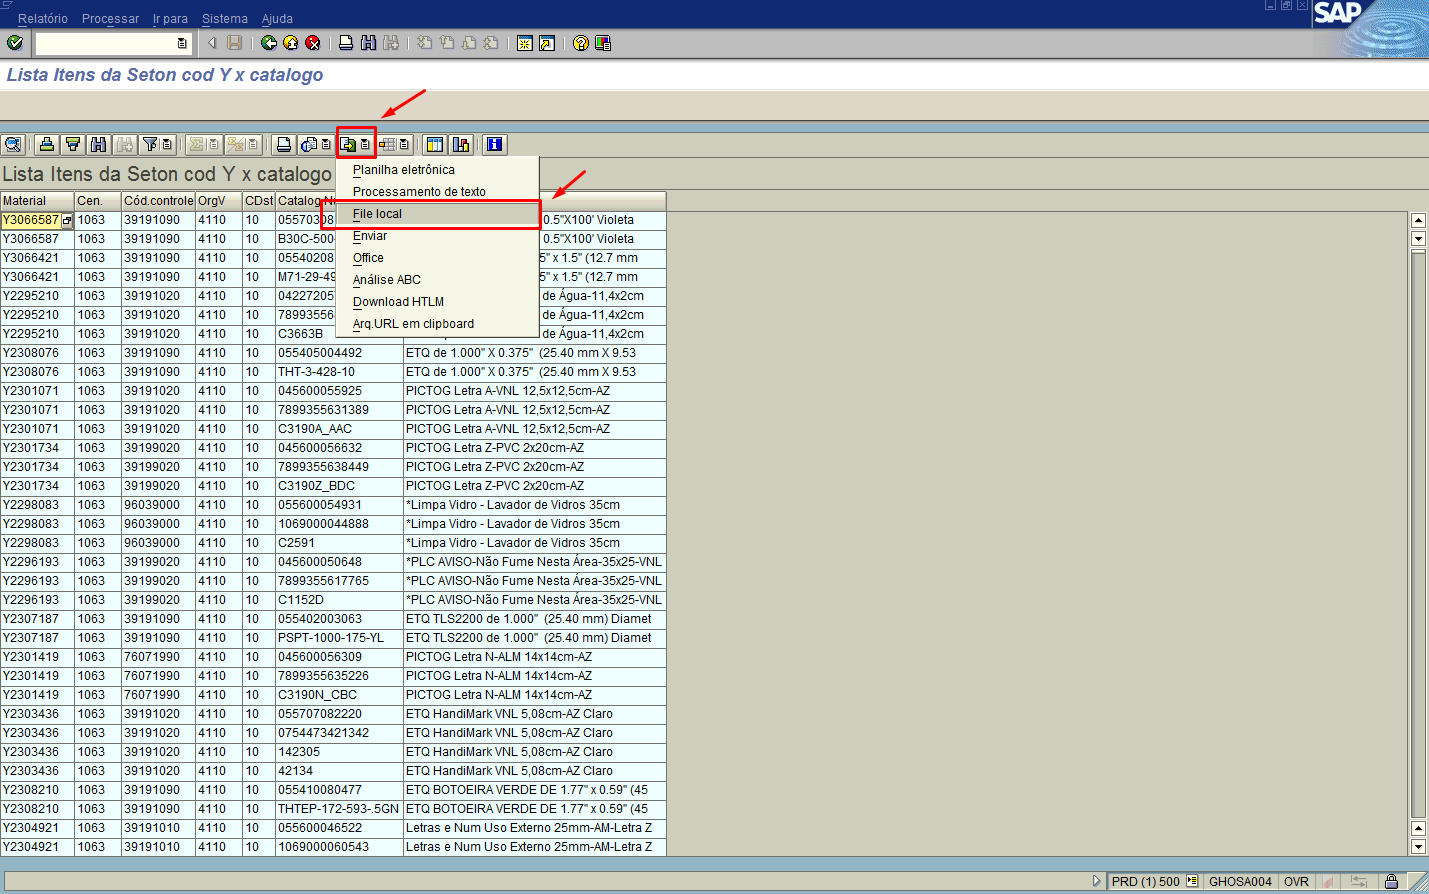 Relatório Processar Ir para Sistema Ajuda
SAP
Lista Itens da Seton cod Y x catalogo
Lista Itens da Seton cod Y x catalogo
Planilha eletrônica
Processamento de texto
File local
Enviar
Office
Análise ABC
Download HTLM
Arq.URL em clipboard
Material Cen. Cód.controle OrgV CDst Catalog
Y3066587 1063 39191090 4110 10 05570308 0.5"X100' Violeta
Y3066587 1063 39191090 4110 10 B30C-500- 0.5"X100' Violeta
Y3066421 1063 39191090 4110 10 05540208 5" x 1.5" (12.7 mm
Y3066421 1063 39191090 4110 10 M71-29-49 5" x 1.5" (12.7 mm
Y2295210 1063 39191020 4110 10 04227205 de Água-11,4x2cm
Y2295210 1063 39191020 4110 10 78993556 de Água-11,4x2cm
Y2295210 1063 39191020 4110 10 C3663B de Água-11,4x2cm
Y2308076 1063 39191090 4110 10 055405004492 ETQ de 1.000" X 0.375" (25.40 mm X 9.53
Y2308076 1063 39191090 4110 10 THT-3-428-10 ETQ de 1.000" X 0.375" (25.40 mm X 9.53
Y2301071 1063 39191020 4110 10 045600055925 PICTOG Letra A-VNL 12,5x12,5cm-AZ
Y2301071 1063 39191020 4110 10 7899355631389 PICTOG Letra A-VNL 12,5x12,5cm-AZ
Y2301071 1063 39191020 4110 10 C3190A_AAC PICTOG Letra A-VNL 12,5x12,5cm-AZ
Y2301734 1063 39199020 4110 10 045600056632 PICTOG Letra Z-PVC 2x20cm-AZ
Y2301734 1063 39199020 4110 10 7899355638449 PICTOG Letra Z-PVC 2x20cm-AZ
Y2301734 1063 39199020 4110 10 C3190Z_BDC PICTOG Letra Z-PVC 2x20cm-AZ
Y2298083 1063 96039000 4110 10 055600054931 *Limpa Vidro - Lavador de Vidros 35cm
Y2298083 1063 96039000 4110 10 1069000044888 *Limpa Vidro - Lavador de Vidros 35cm
Y2298083 1063 96039000 4110 10 C2591 *Limpa Vidro - Lavador de Vidros 35cm
Y2296193 1063 39199020 4110 10 045600050648 *PLC AVISO-Não Fume Nesta Área-35x25-VNL
Y2296193 1063 39199020 4110 10 7899355617765 *PLC AVISO-Não Fume Nesta Área-35x25-VNL
Y2296193 1063 39199020 4110 10 C1152D *PLC AVISO-Não Fume Nesta Área-35x25-VNL
Y2307187 1063 39191090 4110 10 055402003063 ETQ TLS2200 de 1.000" (25.40 mm) Diamet
Y2307187 1063 39191090 4110 10 PSPT-1000-175-YL ETQ TLS2200 de 1.000" (25.40 mm) Diamet
Y2301419 1063 76071990 4110 10 045600056309 PICTOG Letra N-ALM 14x14cm-AZ
Y2301419 1063 76071990 4110 10 7899355635226 PICTOG Letra N-ALM 14x14cm-AZ
Y2301419 1063 76071990 4110 10 C3190N_CBC PICTOG Letra N-ALM 14x14cm-AZ
Y2303436 1063 39191020 4110 10 055707082220 ETQ HandiMark VNL 5,08cm-AZ Claro
Y2303436 1063 39191020 4110 10 0754473421342 ETQ HandiMark VNL 5,08cm-AZ Claro
Y2303436 1063 39191020 4110 10 142305 ETQ HandiMark VNL 5,08cm-AZ Claro
Y2303436 1063 39191020 4110 10 42134 ETQ HandiMark VNL 5,08cm-AZ Claro
Y2308210 1063 39191090 4110 10 055410080477 ETQ BOTOEIRA VERDE DE 1.77" x 0.59" (45
Y2308210 1063 39191090 4110 10 THTEP-172-593-.5GN ETQ BOTOEIRA VERDE DE 1.77" x 0.59" (45
Y2304921 1063 39191010 4110 10 055600046522 Letras e Num Uso Externo 25mm-AM-Letra Z
Y2304921 1063 39191010 4110 10 1069000060543 Letras e Num Uso Externo 25mm-AM-Letra Z
PRD (1) 500 GHOSA004 OVR